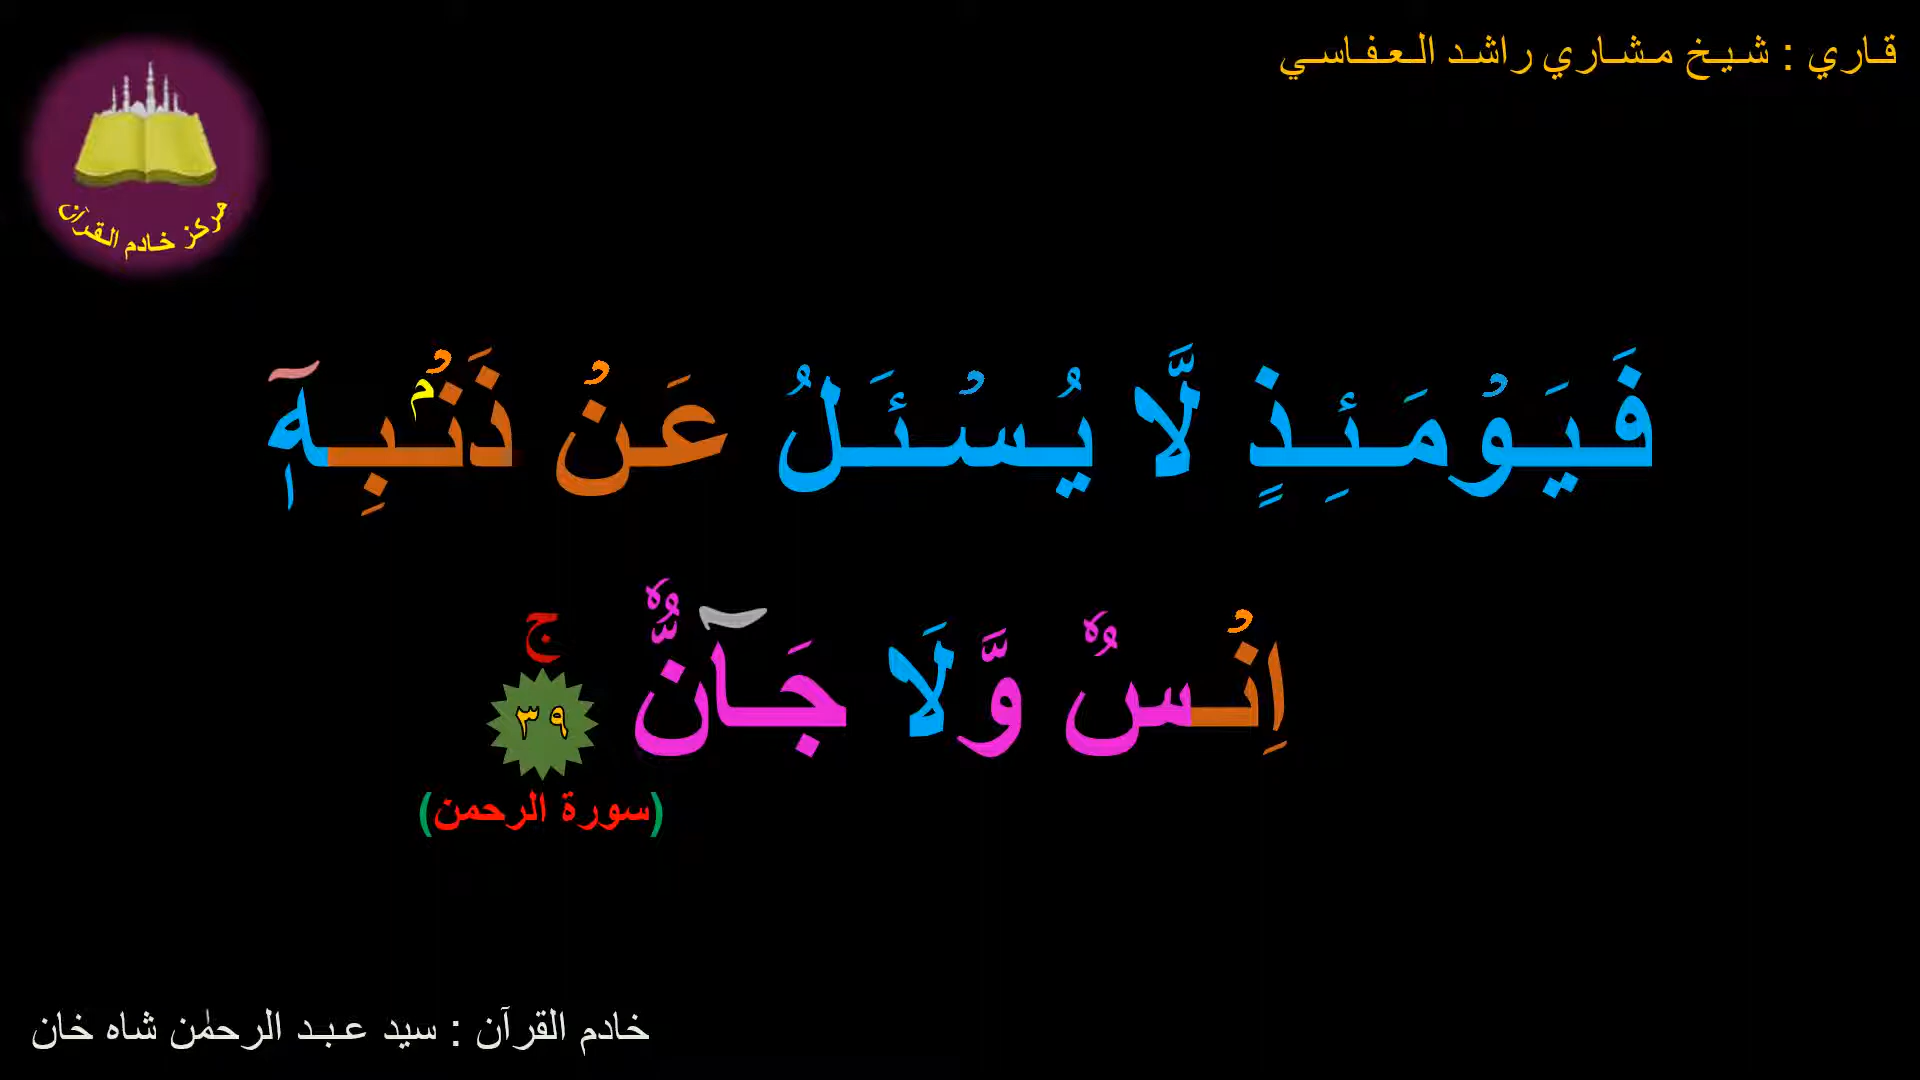 قاري : شيخ مشاري راشد العفاسي
مركز خادم القرآن
فَيَوْمَئِذٍ لَّا يُسْئَلُ عَنْ ذَنْۢبِهٖٓ
اِنْسٌ وَّلَا جَآنٌّ ۚ ٣٩
(سورة الرحمن)
خادم القرآن : سيد عبد الرحمٰن شاه خان